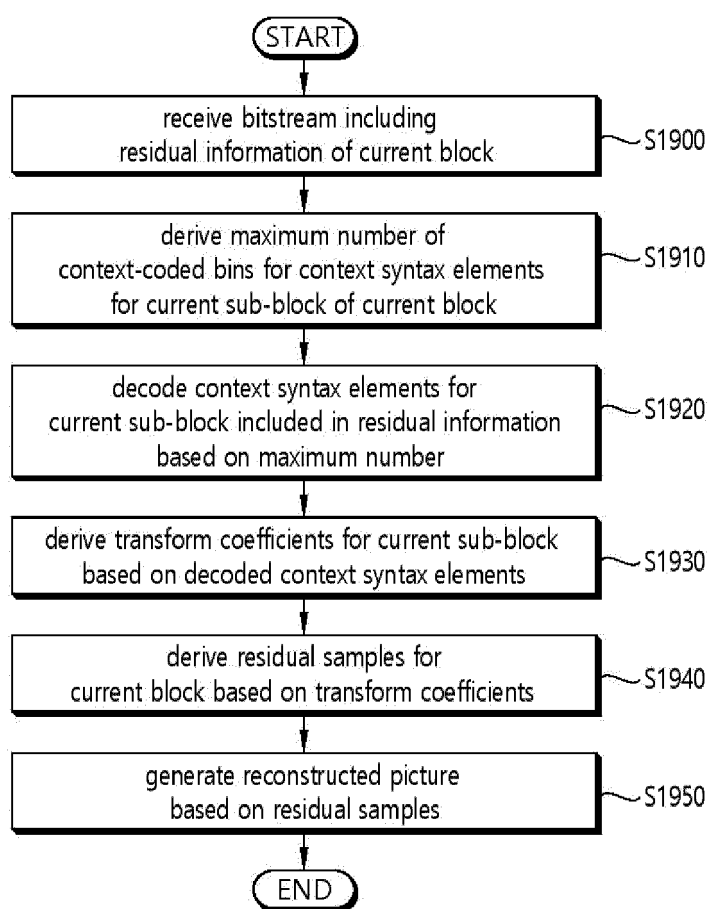 START
receive bitstream including
residual information of current block
S1900
derive maximum number of
context-coded bins for context syntax elements
for current sub-block of current block
S1910
decode context syntax elements for
current sub-block included in residual information
based on maximum number
S1920
derive transform coefficients for current sub-block
based on decoded context syntax elements
S1930
derive residual samples for
current block based on transform coefficients
S1940
generate reconstructed picture
based on residual samples
S1950
END